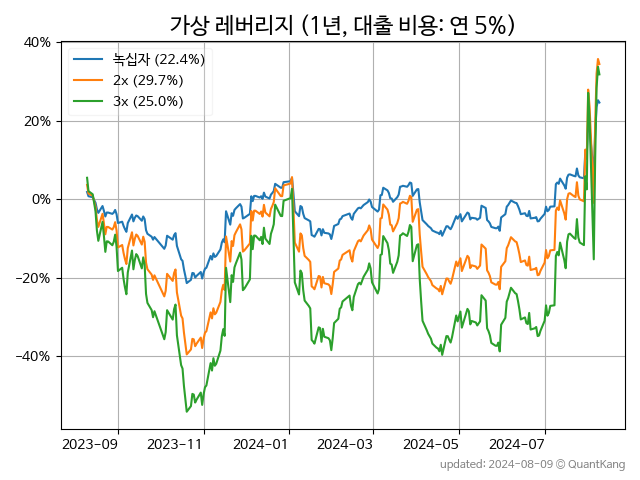 가상 레버리지 (1년, 대출 비용: 연 5%)
녹십자 (22.4%)
2x (29.7%)
3x (25.0%)
40%
20%
0%
−20%
−40%
2023-09 2023-11 2024-01 2024-03 2024-05 2024-07
updated: 2024-08-09 © QuantKang